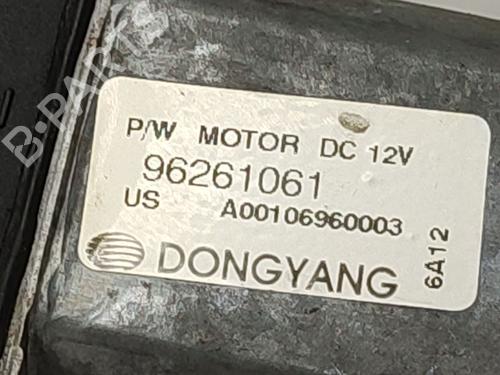 B-PARTS
P/W MOTOR DC 12V
96261061
US A00106960003
DONGYANG
6A12